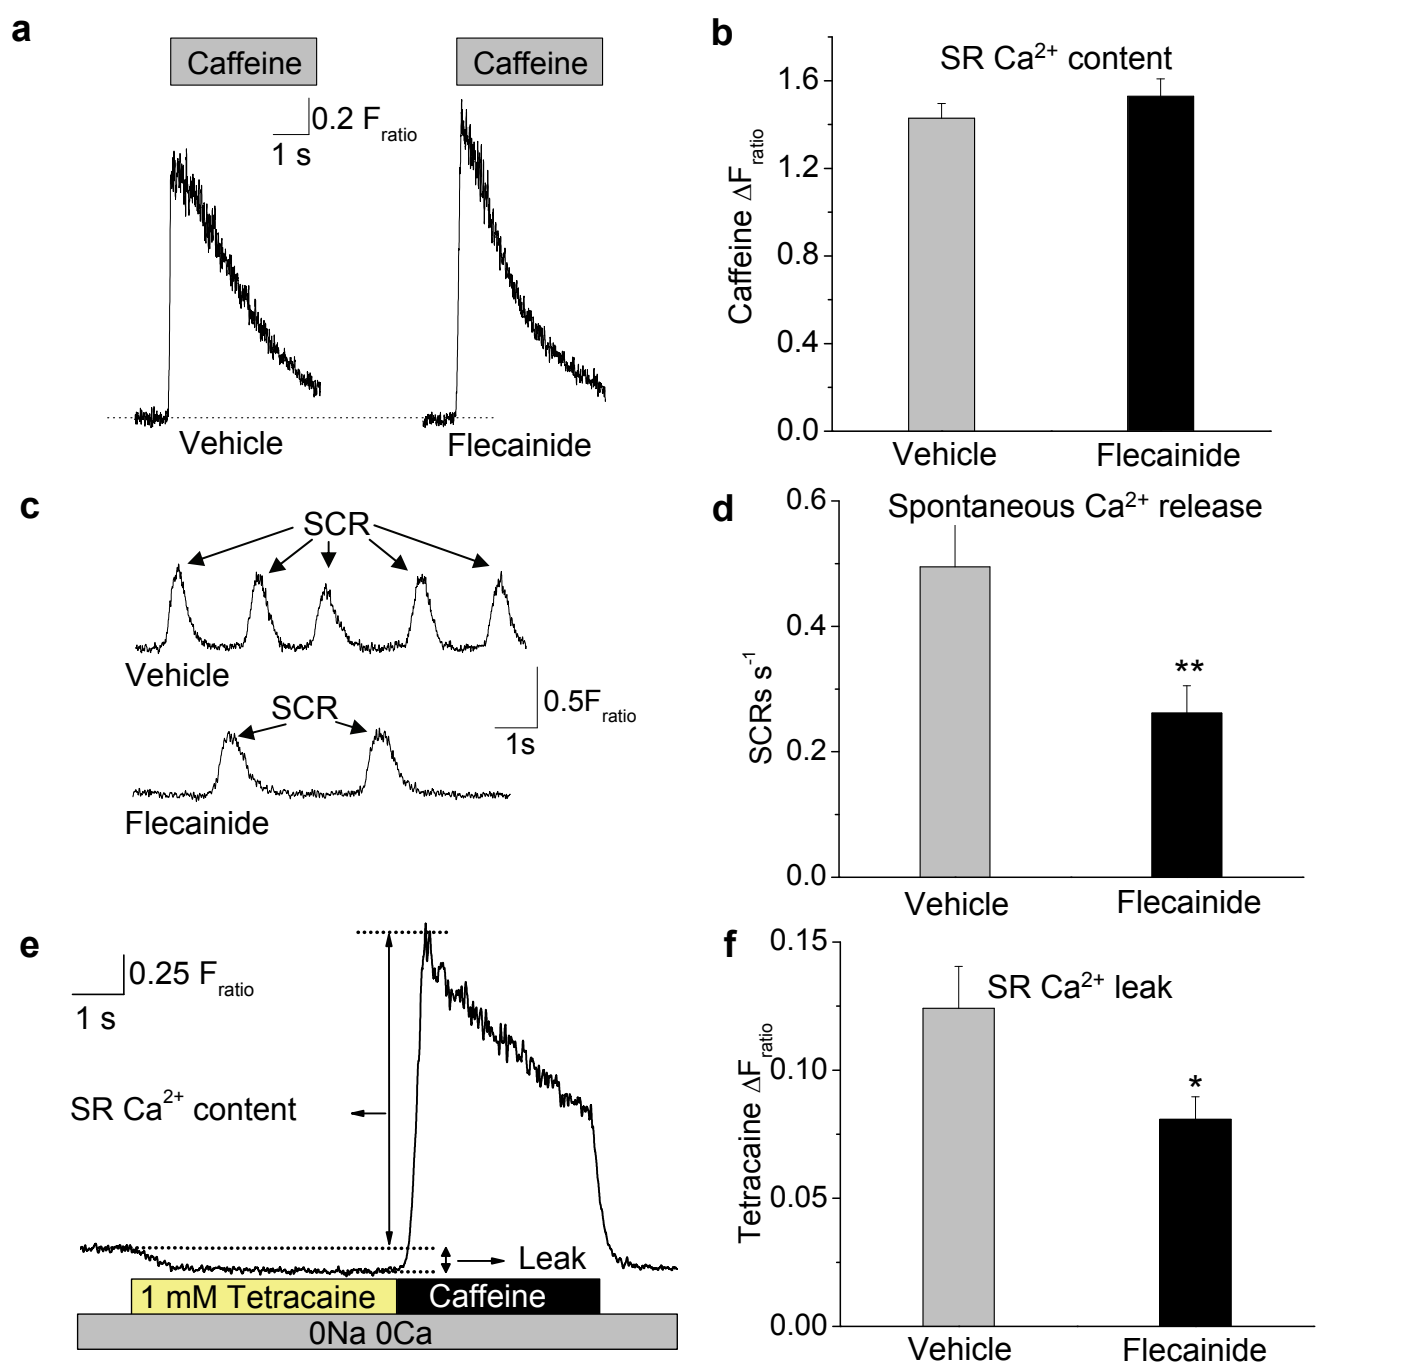 a
Caffeine
Caffeine
0.2 Fratio
1 s
Vehicle
Flecainide
b
SR Ca2+ content
Caffeine ΔFratio
1.6
1.2
0.8
0.4
0.0
Vehicle
Flecainide
c
SCR
Vehicle
SCR
0.5Fratio
1s
Flecainide
d
Spontaneous Ca2+ release
SCRs s-1
0.6
0.4
0.2
0.0
**
Vehicle
Flecainide
e
0.25 Fratio
1 s
SR Ca2+ content
Leak
1 mM Tetracaine
Caffeine
0Na 0Ca
f
SR Ca2+ leak
Tetracaine ΔFratio
0.15
0.10
0.05
0.00
*
Vehicle
Flecainide